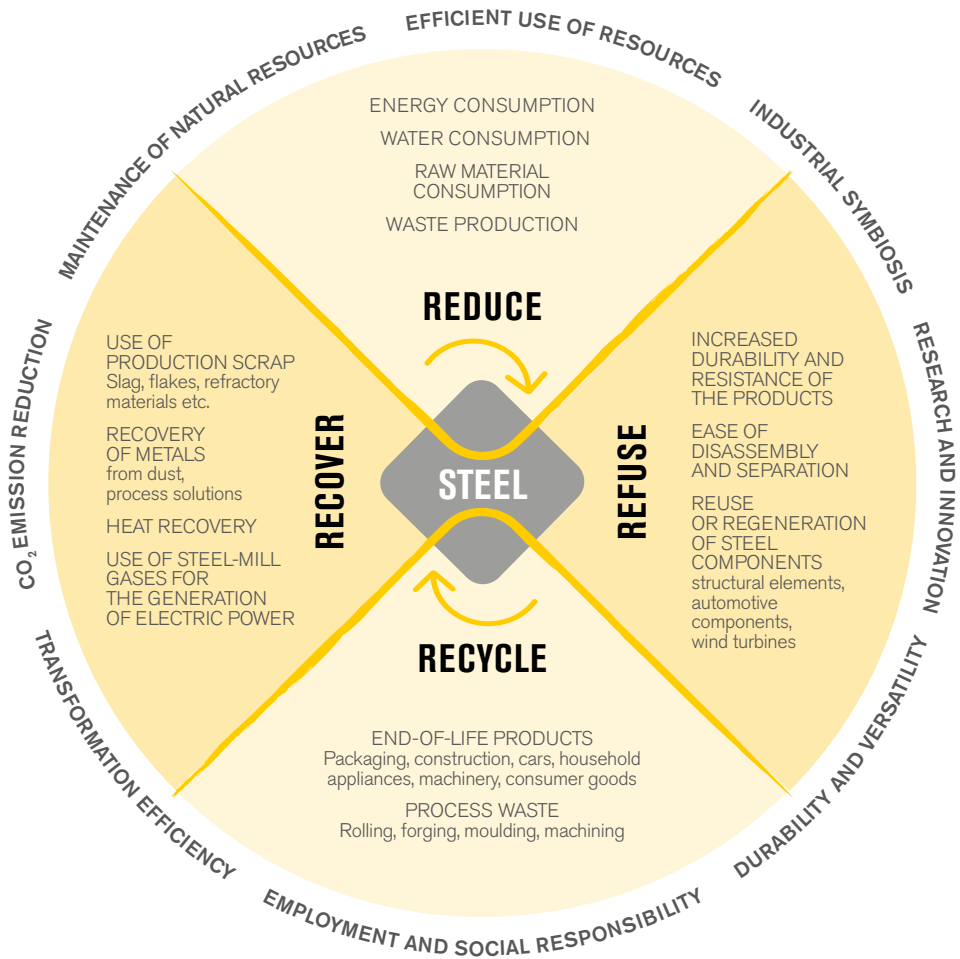 MAINTENANCE OF NATURAL RESOURCES
EFFICIENT USE OF RESOURCES
INDUSTRIAL SYMBIOSIS
RESEARCH AND INNOVATION
DURABILITY AND VERSATILITY
EMPLOYMENT AND SOCIAL RESPONSIBILITY
TRANSFORMATION EFFICIENCY
CO₂ EMISSION REDUCTION
ENERGY CONSUMPTION
WATER CONSUMPTION
RAW MATERIAL
CONSUMPTION
WASTE PRODUCTION
REDUCE
USE OF
PRODUCTION SCRAP
Slag, flakes, refractory
materials etc.
RECOVERY
OF METALS
from dust,
process solutions
HEAT RECOVERY
USE OF STEEL-MILL
GASES FOR
THE GENERATION
OF ELECTRIC POWER
RECOVER
STEEL
REFUSE
INCREASED
DURABILITY AND
RESISTANCE OF
THE PRODUCTS
EASE OF
DISASSEMBLY
AND SEPARATION
REUSE
OR REGENERATION
OF STEEL
COMPONENTS
structural elements,
automotive
components,
wind turbines
RECYCLE
END-OF-LIFE PRODUCTS
Packaging, construction, cars, household
appliances, machinery, consumer goods
PROCESS WASTE
Rolling, forging, moulding, machining